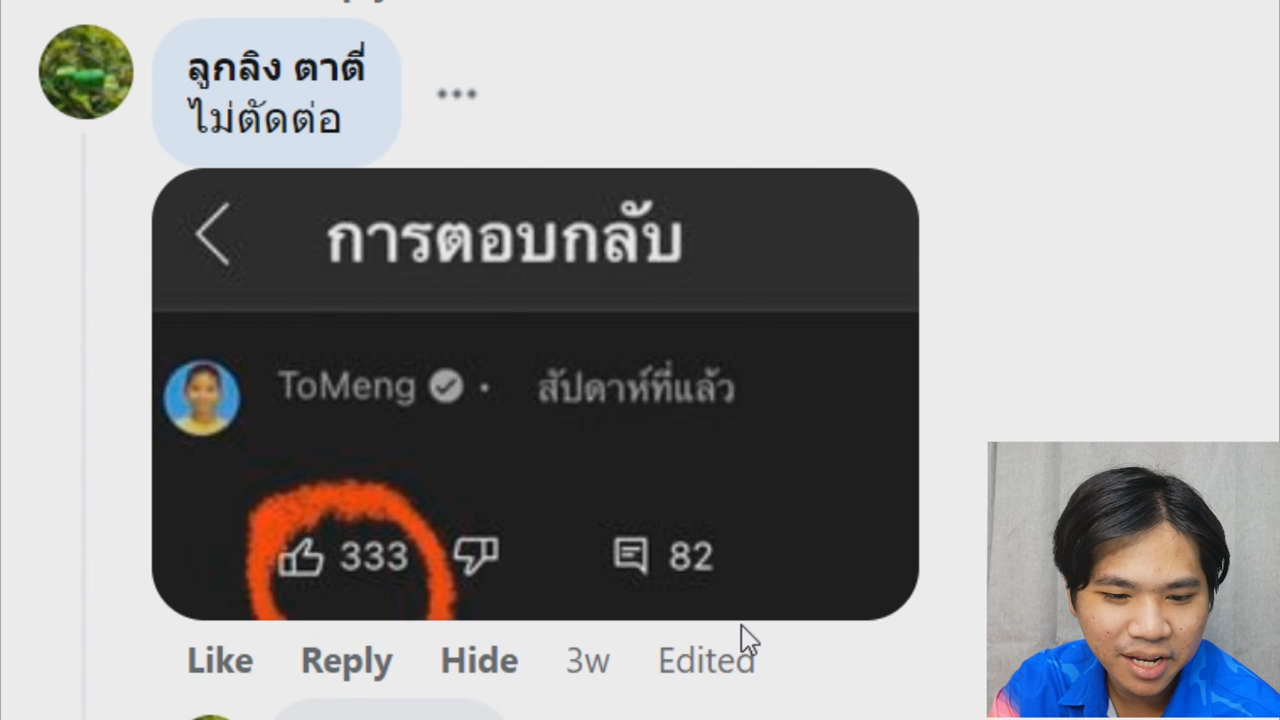 ลูกลิง ตาตี่
ไม่ตัดต่อ
การตอบกลับ
ToMeng · สัปดาห์ที่แล้ว
333 82
Like Reply Hide 3w Edited